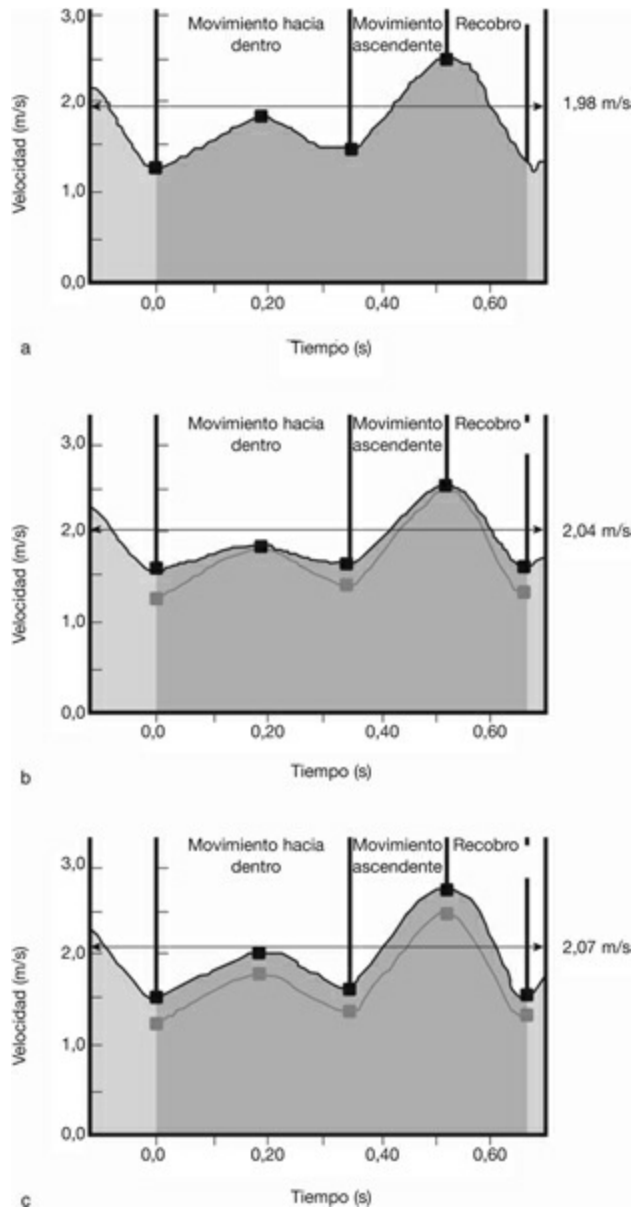 Velocidad (m/s)
3,0
2,0
1,0
0,0
Movimiento hacia
dentro
Movimiento
ascendente
Recobro
1,98 m/s
0,0
0,20
0,40
0,60
Tiempo (s)
a
Velocidad (m/s)
3,0
2,0
1,0
0,0
Movimiento hacia
dentro
Movimiento
ascendente
Recobro
2,04 m/s
0,0
0,20
0,40
0,60
Tiempo (s)
b
Velocidad (m/s)
3,0
2,0
1,0
0,0
Movimiento hacia
dentro
Movimiento
ascendente
Recobro
2,07 m/s
0,0
0,20
0,40
0,60
Tiempo (s)
c